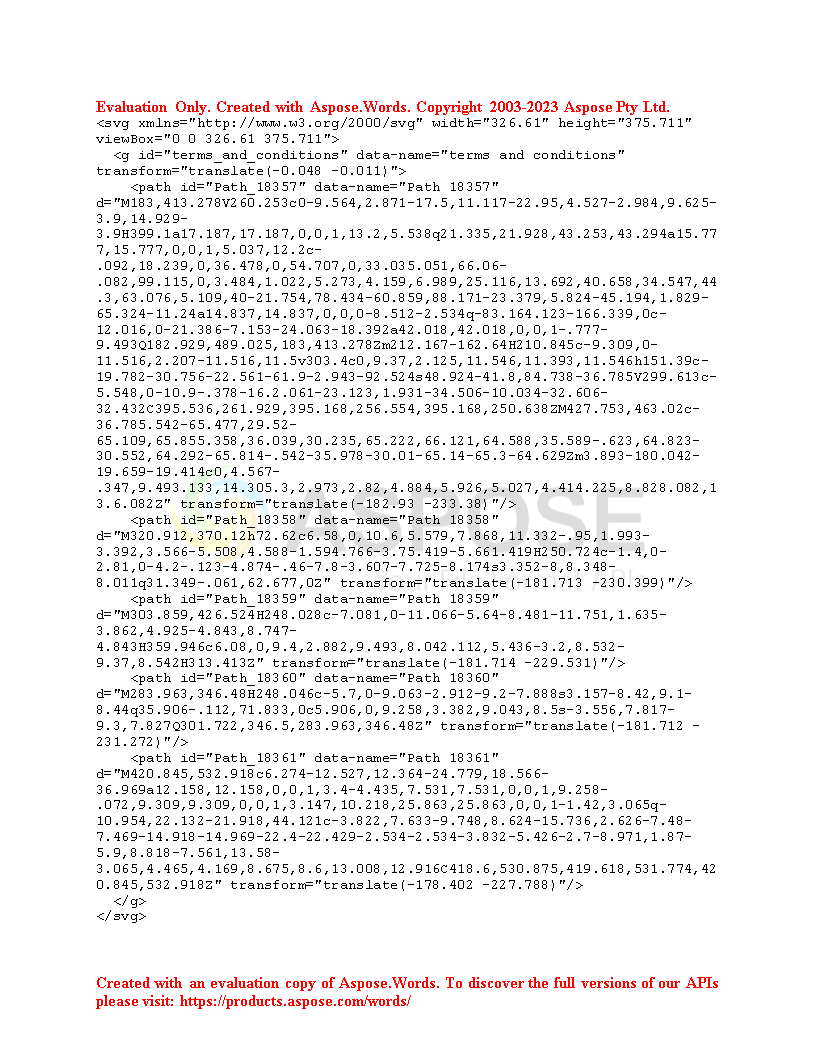 Evaluation Only. Created with Aspose.Words. Copyright 2003-2023 Aspose Pty Ltd.
<svg xmlns="http://www.w3.org/2000/svg" width="326.61" height="375.711"
viewBox="0 0 326.61 375.711">
<g id="terms_and_conditions" data-name="terms and conditions"
transform="translate(-0.048 -0.011)">
<path id="Path_18357" data-name="Path 18357"
d="M183,413.278V260.253c0-9.564,2.871-17.5,11.117-22.95,4.527-2.984,9.625-
3.9,14.929-
3.9H399.1a17.187,17.187,0,0,1,13.2,5.538q21.335,21.928,43.253,43.294a15.77
7,15.777,0,0,1,5.037,12.2c-
.092,18.239,0,36.478,0,54.707,0,33.035.051,66.06-
.082,99.115,0,3.484,1.022,5.273,4.159,6.989,25.116,13.692,40.658,34.547,44
.3,63.076,5.109,40-21.754,78.434-60.859,88.171-23.379,5.824-45.194,1.829-
65.324-11.24a14.837,14.837,0,0,0-8.512-2.534q-83.164.123-166.339,0c-
12.016,0-21.386-7.153-24.063-18.392a42.018,42.018,0,0,1-.777-
9.493Q182.929,489.025,183,413.278Zm212.167-162.64H210.845c-9.309,0-
11.516,2.207-11.516,11.5v303.4c0,9.37,2.125,11.546,11.393,11.546h151.39c-
19.782-30.756-22.561-61.9-2.943-92.524s48.924-41.8,84.738-36.785V299.613c-
5.548,0-10.9-.378-16.2.061-23.123,1.931-34.506-10.034-32.606-
32.432C395.536,261.929,395.168,256.554,395.168,250.638ZM427.753,463.02c-
36.785.542-65.477,29.52-
65.109,65.855.358,36.039,30.235,65.222,66.121,64.588,35.589-.623,64.823-
30.552,64.292-65.814-.542-35.978-30.01-65.14-65.3-64.629Zm3.893-180.042-
19.659-19.414c0,4.567-
.347,9.493.133,14.305.3,2.973,2.82,4.884,5.926,5.027,4.414.225,8.828.082,1
3.6.082Z" transform="translate(-182.93 -233.38)"/>
<path id="Path_18358" data-name="Path 18358"
d="M320.912,370.12h72.62c6.58,0,10.6,5.579,7.868,11.332-.95,1.993-
3.392,3.566-5.508,4.588-1.594.766-3.75.419-5.661.419H250.724c-1.4,0-
2.81,0-4.2-.123-4.874-.46-7.8-3.607-7.725-8.174s3.352-8,8.348-
8.011q31.349-.061,62.677,0Z" transform="translate(-181.713 -230.399)"/>
<path id="Path_18359" data-name="Path 18359"
d="M303.859,426.524H248.028c-7.081,0-11.066-5.64-8.481-11.751,1.635-
3.862,4.925-4.843,8.747-
4.843H359.946c6.08,0,9.4,2.882,9.493,8.042.112,5.436-3.2,8.532-
9.37,8.542H313.413Z" transform="translate(-181.714 -229.531)"/>
<path id="Path_18360" data-name="Path 18360"
d="M283.963,346.48H248.046c-5.7,0-9.063-2.912-9.2-7.888s3.157-8.42,9.1-
8.44q35.906-.112,71.833,0c5.906,0,9.258,3.382,9.043,8.5s-3.556,7.817-
9.3,7.827Q301.722,346.5,283.963,346.48Z" transform="translate(-181.712 -
231.272)"/>
<path id="Path_18361" data-name="Path 18361"
d="M420.845,532.918c6.274-12.527,12.364-24.779,18.566-
36.969a12.158,12.158,0,0,1,3.4-4.435,7.531,7.531,0,0,1,9.258-
.072,9.309,9.309,0,0,1,3.147,10.218,25.863,25.863,0,0,1-1.42,3.065q-
10.954,22.132-21.918,44.121c-3.822,7.633-9.748,8.624-15.736,2.626-7.48-
7.469-14.918-14.969-22.4-22.429-2.534-2.534-3.832-5.426-2.7-8.971,1.87-
5.9,8.818-7.561,13.58-
3.065,4.465,4.169,8.675,8.6,13.008,12.916C418.6,530.875,419.618,531.774,42
0.845,532.918Z" transform="translate(-178.402 -227.788)"/>
</g>
</svg>
Created with an evaluation copy of Aspose.Words. To discover the full versions of our APIs
please visit: https://products.aspose.com/words/